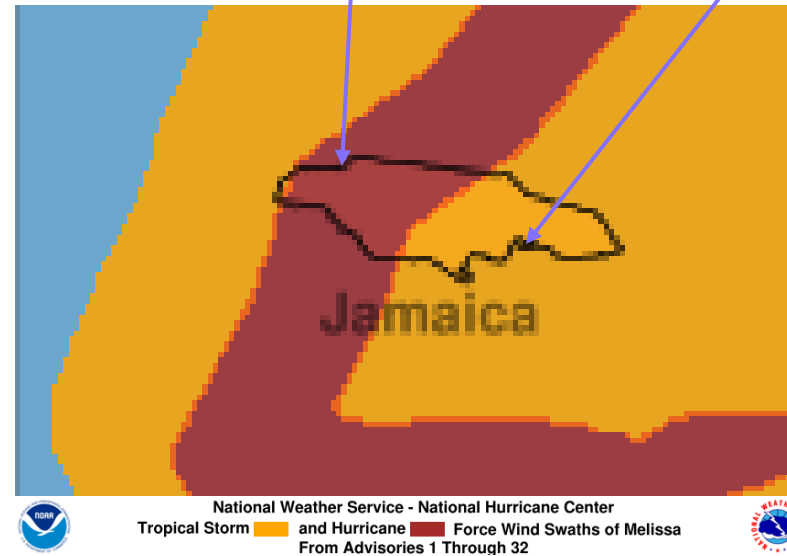 Jamaica
NOAA
National Weather Service - National Hurricane Center
Tropical Storm and Hurricane Force Wind Swaths of Melissa
From Advisories 1 Through 32